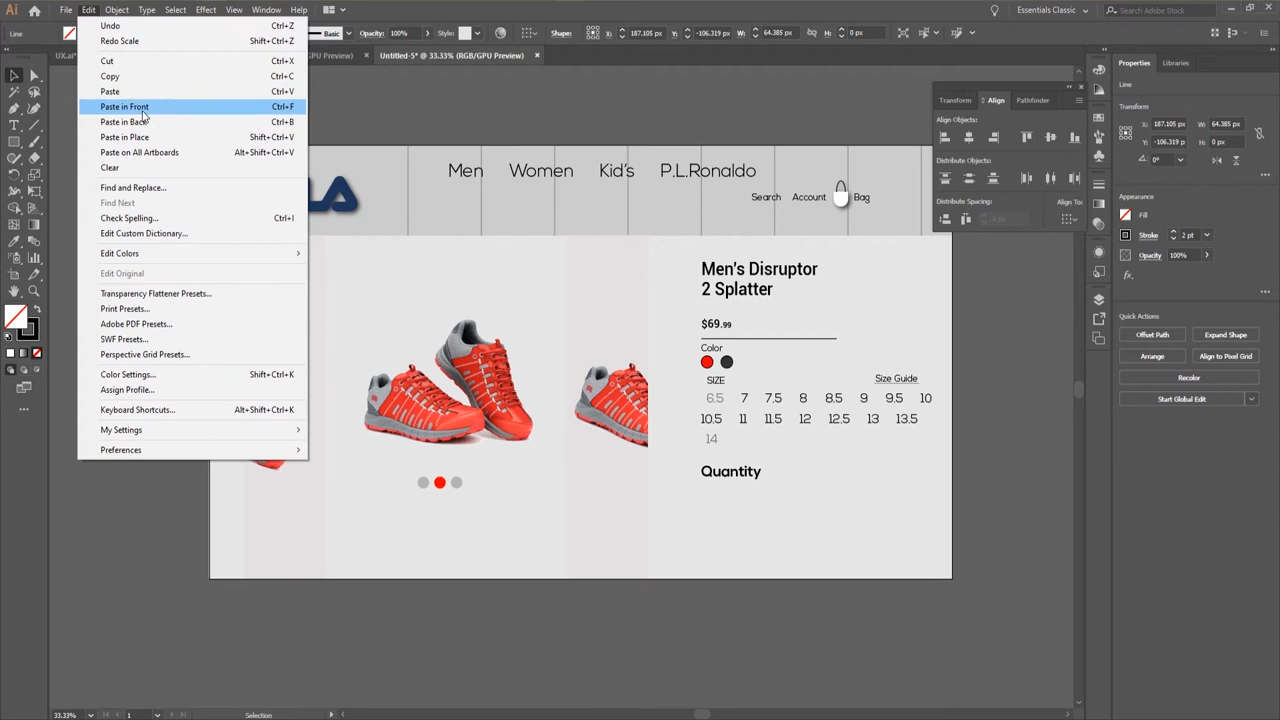 Ai File Edit Object Type Select Effect View Window Help Essentials Classic Search Adobe Stock
Line Basic Opacity: 100% Style: Shape: X: 187.105 px Y: -106.319 px W: 64.385 px H: 0 px
UX.ai* GPU Preview) × Untitled-5* @ 33.33% (RGB/GPU Preview) ×
Undo Ctrl+Z
Redo Scale Shift+Ctrl+Z
Cut Ctrl+X
Copy Ctrl+C
Paste Ctrl+V
Paste in Front Ctrl+F
Paste in Back Ctrl+B
Paste in Place Shift+Ctrl+V
Paste on All Artboards Alt+Shift+Ctrl+V
Clear
Find and Replace...
Find Next
Check Spelling... Ctrl+I
Edit Custom Dictionary...
Edit Colors
Edit Original
Transparency Flattener Presets...
Print Presets...
Adobe PDF Presets...
SWF Presets...
Perspective Grid Presets...
Color Settings... Shift+Ctrl+K
Assign Profile...
Keyboard Shortcuts... Alt+Shift+Ctrl+K
My Settings
Preferences
Men Women Kid's P.L.Ronaldo
Search Account Bag
Men's Disruptor
2 Splatter
$69.99
Color
SIZE Size Guide
6.5 7 7.5 8 8.5 9 9.5 10
10.5 11 11.5 12 12.5 13 13.5
14
Quantity
Transform Align Pathfinder
Align Objects:
Distribute Objects:
Distribute Spacing: Align To:
Properties Libraries
Line
Transform
X: 187.105 px W: 64.385 px
Y: -106.319 p H: 0 px
0°
Appearance
Fill
Stroke 2 pt
Opacity 100%
fx.
Quick Actions
Offset Path Expand Shape
Arrange Align to Pixel Grid
Recolor
Start Global Edit
33.33% 1 Selection